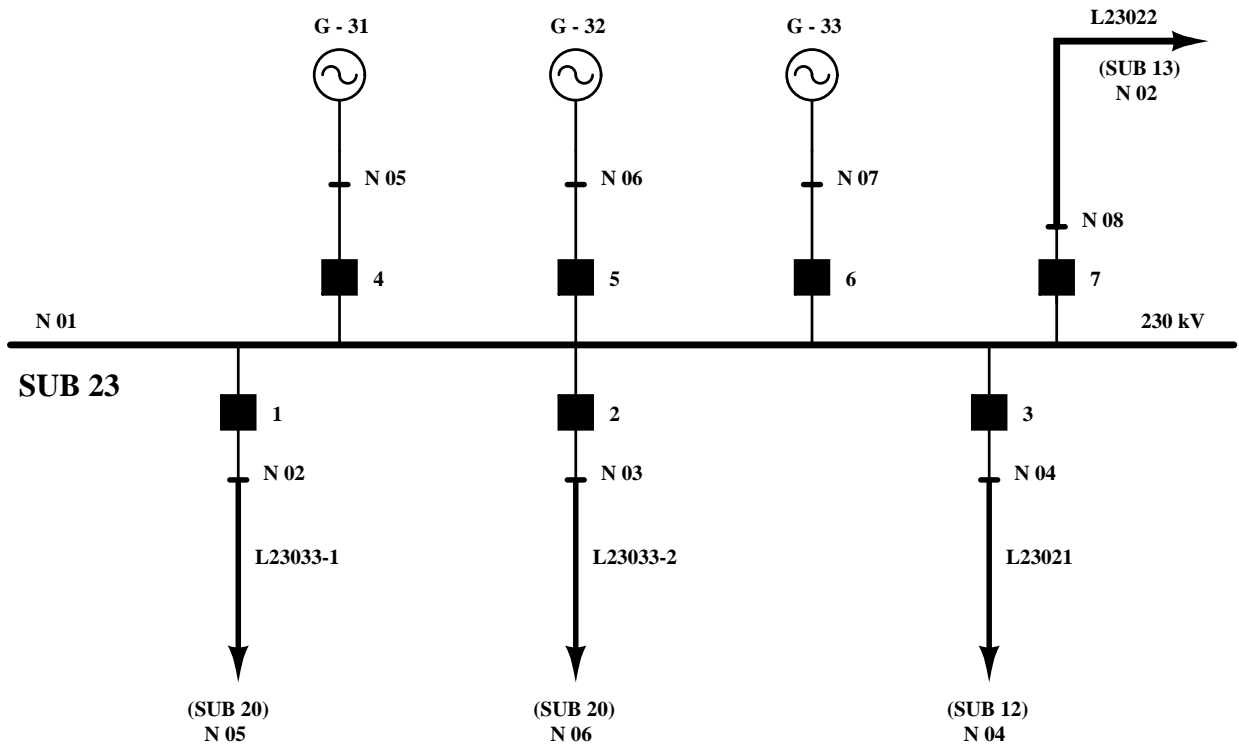 G - 31
G - 32
G - 33
L23022
(SUB 13)
N 02
N 05
N 06
N 07
N 08
4
5
6
7
N 01
230 kV
SUB 23
1
2
3
N 02
N 03
N 04
L23033-1
L23033-2
L23021
(SUB 20)
N 05
(SUB 20)
N 06
(SUB 12)
N 04